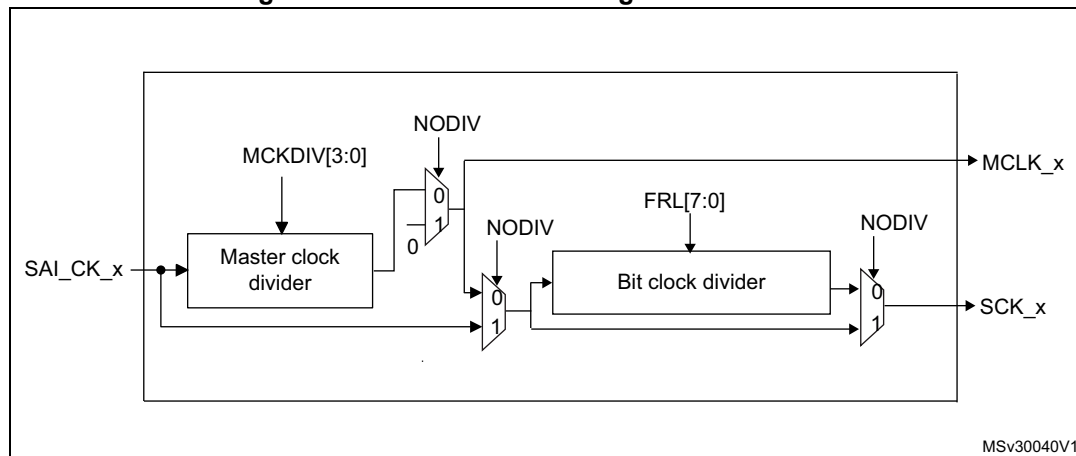 NODIV
MCKDIV[3:0]
0
1
0
MCLK_x
FRL[7:0]
NODIV
NODIV
SAI_CK_x
Master clock
divider
0
1
Bit clock divider
0
1
SCK_x
MSv30040V1